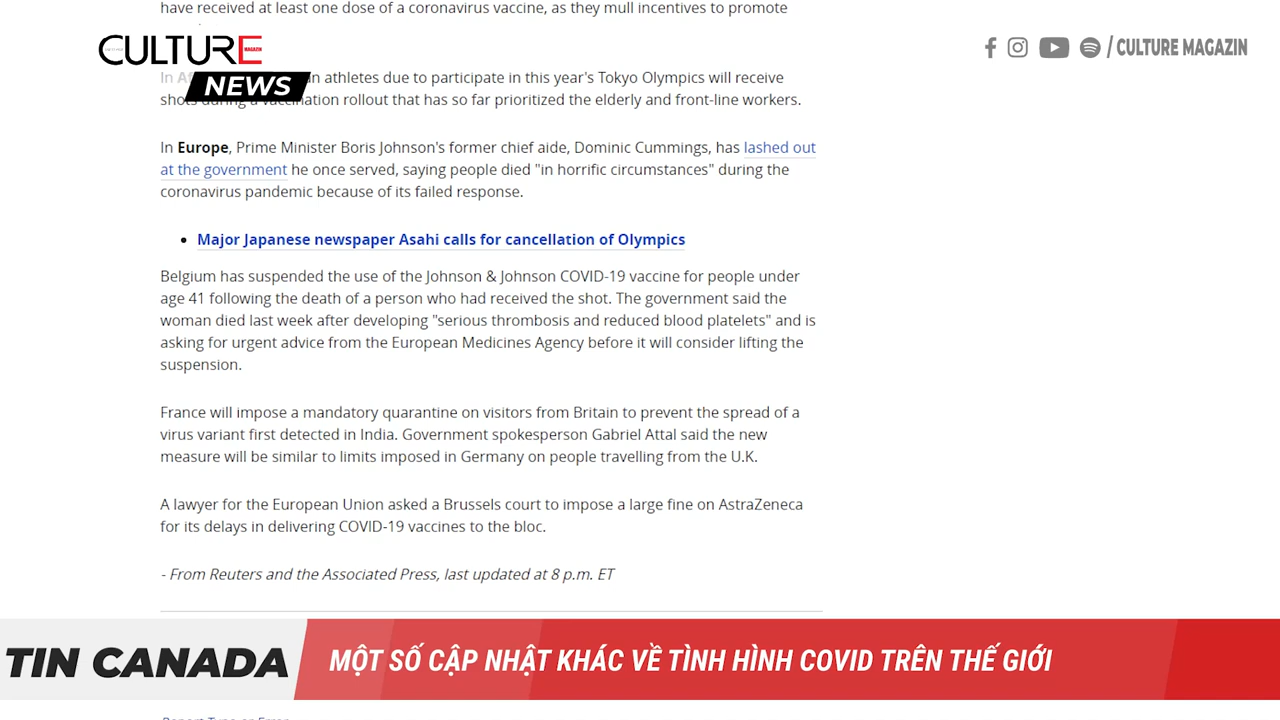 have received at least one dose of a coronavirus vaccine, as they mull incentives to promote
CULTURE MAGAZIN
NEWS
/ CULTURE MAGAZIN
In athletes due to participate in this year's Tokyo Olympics will receive
shots during a vaccination rollout that has so far prioritized the elderly and front-line workers.
In Europe, Prime Minister Boris Johnson's former chief aide, Dominic Cummings, has lashed out
at the government he once served, saying people died "in horrific circumstances" during the
coronavirus pandemic because of its failed response.
• Major Japanese newspaper Asahi calls for cancellation of Olympics
Belgium has suspended the use of the Johnson & Johnson COVID-19 vaccine for people under
age 41 following the death of a person who had received the shot. The government said the
woman died last week after developing "serious thrombosis and reduced blood platelets" and is
asking for urgent advice from the European Medicines Agency before it will consider lifting the
suspension.
France will impose a mandatory quarantine on visitors from Britain to prevent the spread of a
virus variant first detected in India. Government spokesperson Gabriel Attal said the new
measure will be similar to limits imposed in Germany on people travelling from the U.K.
A lawyer for the European Union asked a Brussels court to impose a large fine on AstraZeneca
for its delays in delivering COVID-19 vaccines to the bloc.
- From Reuters and the Associated Press, last updated at 8 p.m. ET
TIN CANADA
MỘT SỐ CẬP NHẬT KHÁC VỀ TÌNH HÌNH COVID TRÊN THẾ GIỚI